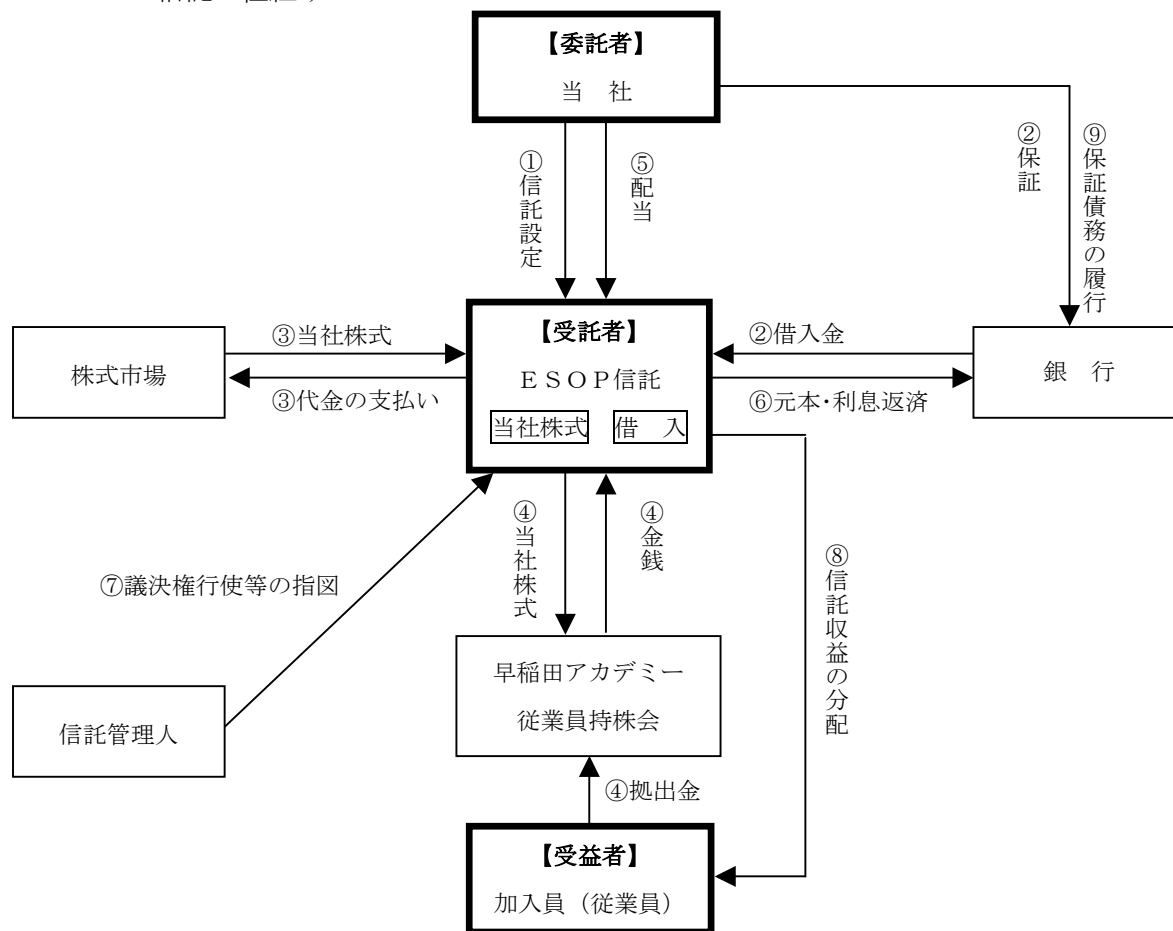 【委託者】
当 社
①信託設定
⑤配当
②保証
⑨保証債務の履行
株式市場
③当社株式
③代金の支払い
【受託者】
ESOP信託
当社株式
借 入
②借入金
⑥元本・利息返済
銀 行
④当社株式
④金銭
⑦議決権行使等の指図
⑧信託収益の分配
信託管理人
早稲田アカデミー
従業員持株会
④拠出金
【受益者】
加入員（従業員）